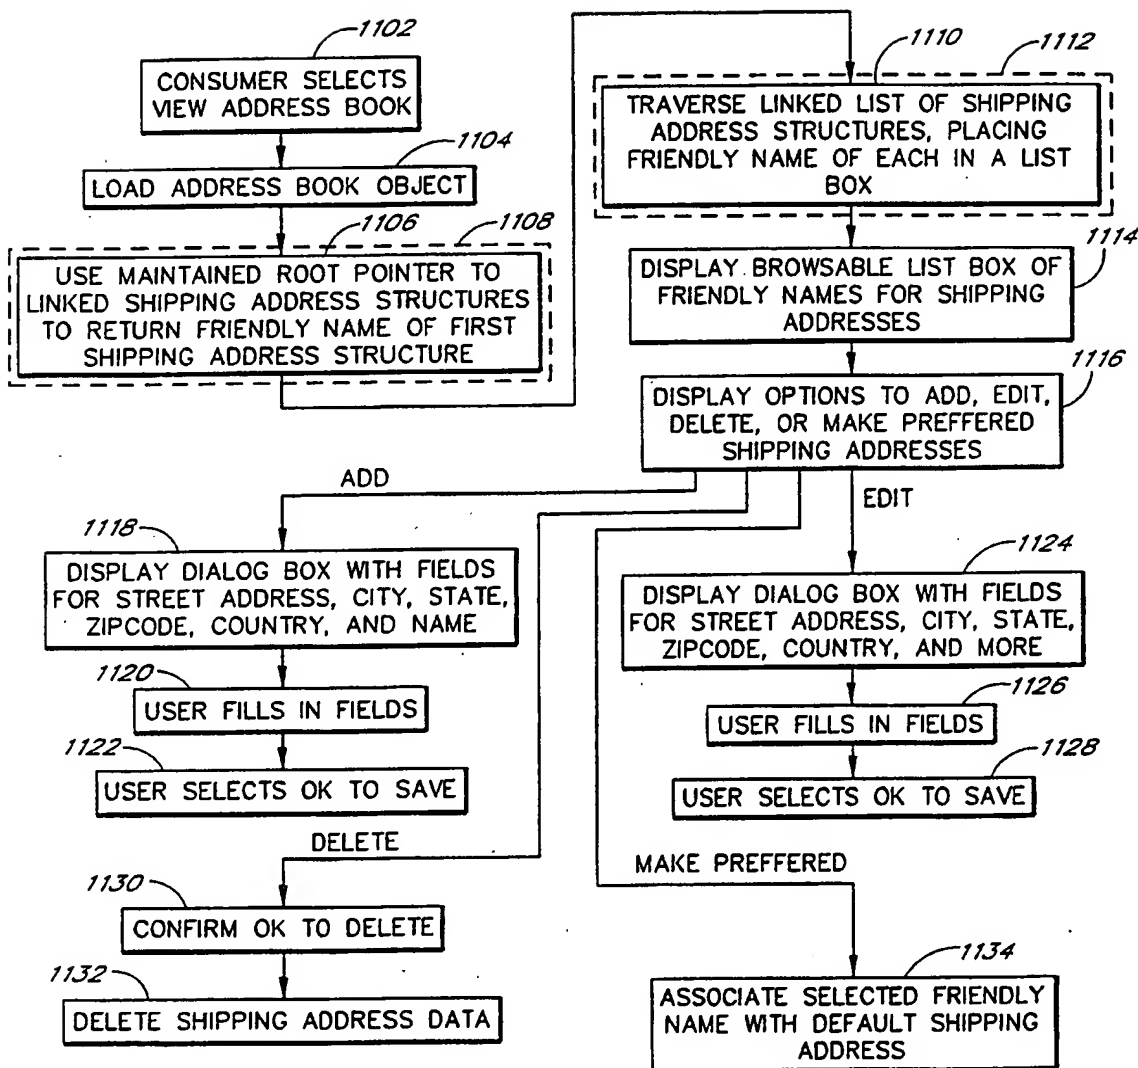 1102
CONSUMER SELECTS
VIEW ADDRESS BOOK
1104
LOAD ADDRESS BOOK OBJECT
1106
1108
USE MAINTAINED ROOT POINTER TO
LINKED SHIPPING ADDRESS STRUCTURES
TO RETURN FRIENDLY NAME OF FIRST
SHIPPING ADDRESS STRUCTURE
1110
1112
TRAVERSE LINKED LIST OF SHIPPING
ADDRESS STRUCTURES, PLACING
FRIENDLY NAME OF EACH IN A LIST
BOX
1114
DISPLAY BROWSABLE LIST BOX OF
FRIENDLY NAMES FOR SHIPPING
ADDRESSES
1116
DISPLAY OPTIONS TO ADD, EDIT,
DELETE, OR MAKE PREFFERED
SHIPPING ADDRESSES
ADD
EDIT
1118
DISPLAY DIALOG BOX WITH FIELDS
FOR STREET ADDRESS, CITY, STATE,
ZIPCODE, COUNTRY, AND NAME
1120
USER FILLS IN FIELDS
1122
USER SELECTS OK TO SAVE
1124
DISPLAY DIALOG BOX WITH FIELDS
FOR STREET ADDRESS, CITY, STATE,
ZIPCODE, COUNTRY, AND MORE
1126
USER FILLS IN FIELDS
1128
USER SELECTS OK TO SAVE
DELETE
1130
CONFIRM OK TO DELETE
1132
DELETE SHIPPING ADDRESS DATA
MAKE PREFFERED
1134
ASSOCIATE SELECTED FRIENDLY
NAME WITH DEFAULT SHIPPING
ADDRESS